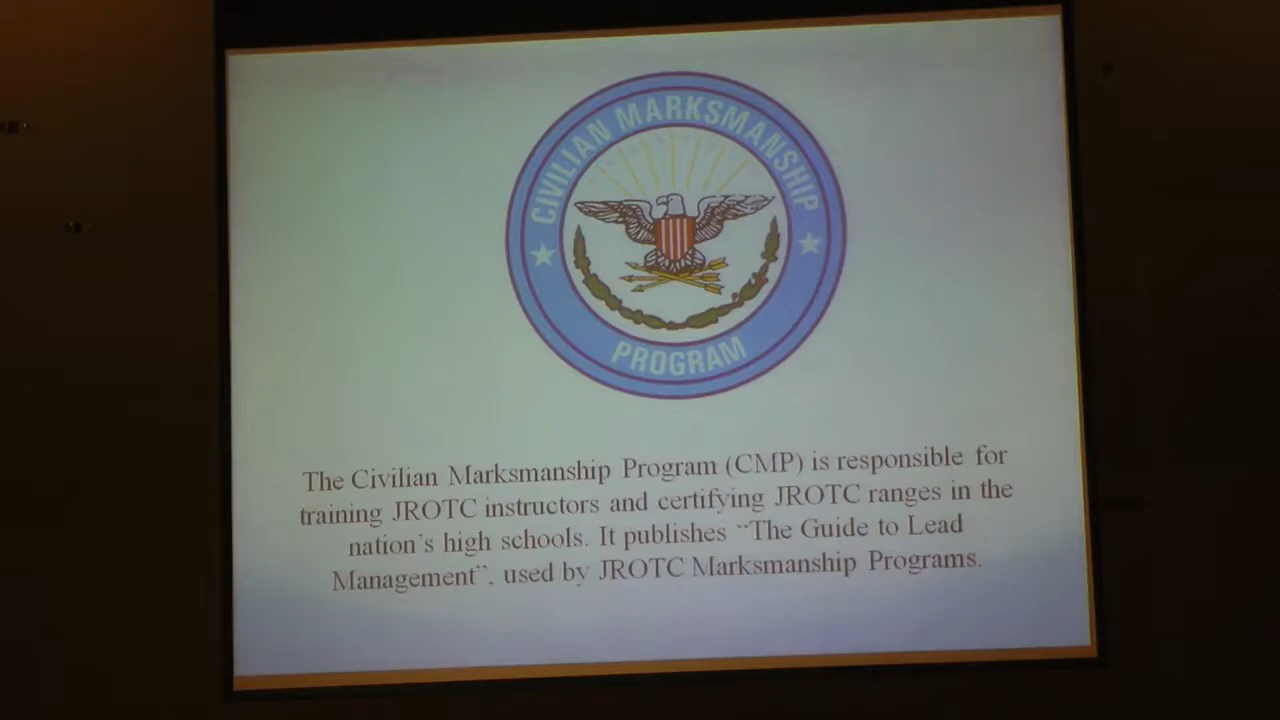 CIVILIAN MARKSMANSHIP
PROGRAM
The Civilian Marksmanship Program (CMP) is responsible for
training JROTC instructors and certifying JROTC ranges in the
nation's high schools. It publishes “The Guide to Lead
Management”, used by JROTC Marksmanship Programs.